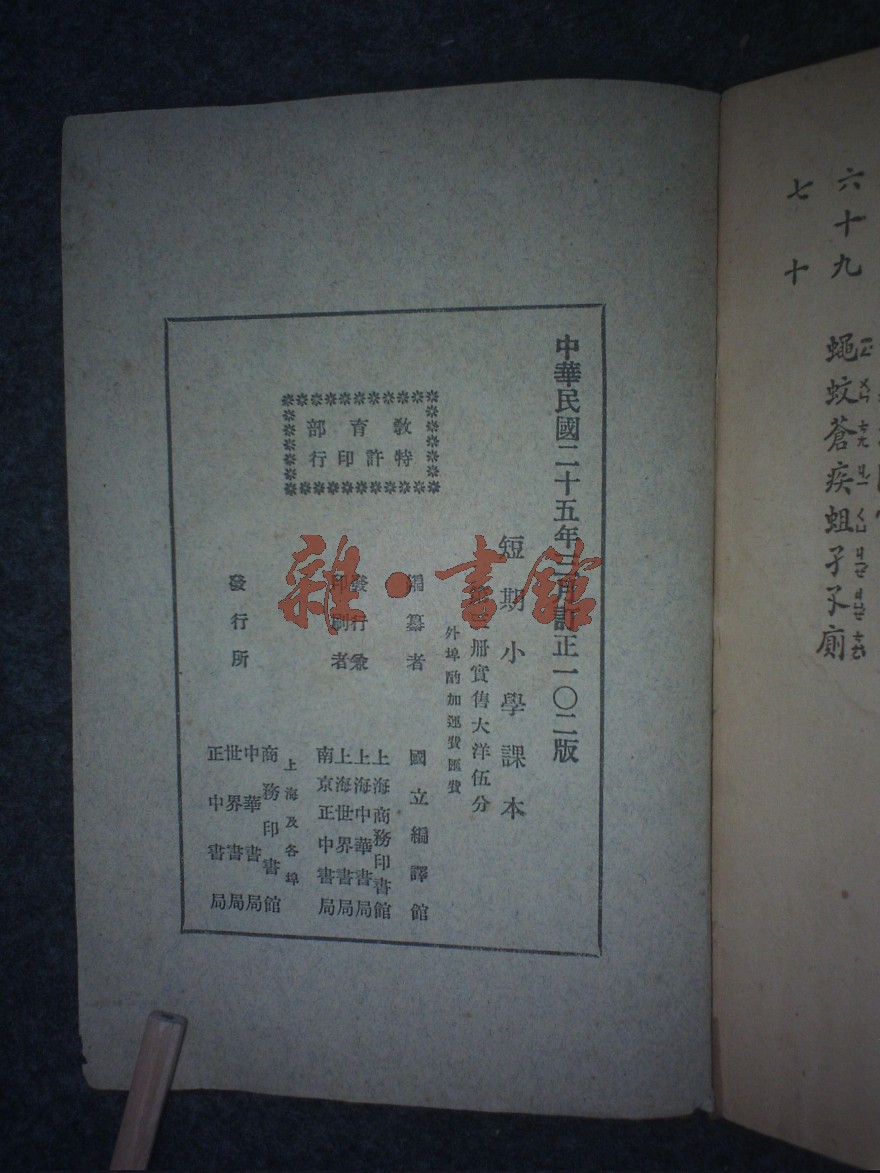 六十九
蠅蚊蒼疾蛆孑孓廁
七十
中華民國二十五年三月訂正一〇二版
短期小學課本
冊實售大洋伍分
外埠酌加運費匯費
教育部
特許印行
編纂者
國立編譯館
發行兼
印刷者
上海商務印書館
上海中華書局
上海世界書局
南京正中書局
發行所
上海及各埠
商務印書館
中華書局
世界書局
正中書局
雜·書館